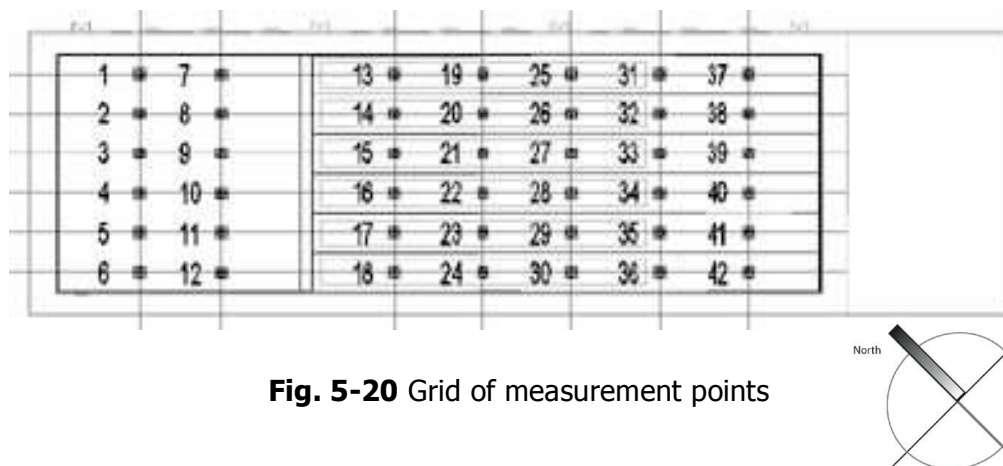 1 7 13 19 25 31 37
2 8 14 20 26 32 38
3 9 15 21 27 33 39
4 10 16 22 28 34 40
5 11 17 23 29 35 41
6 12 18 24 30 36 42
North
Fig. 5-20 Grid of measurement points